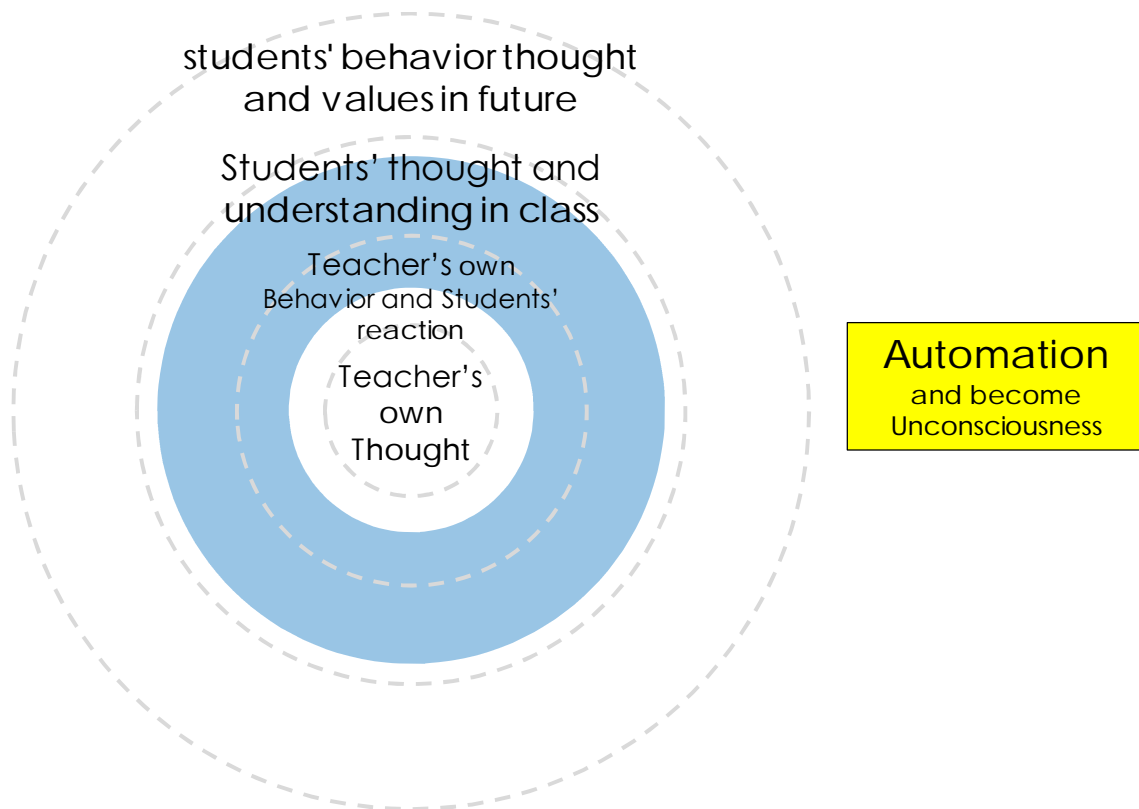 students' behavior thought
and values in future
Students’ thought and
understanding in class
Teacher’s own
Behavior and Students’
reaction
Teacher’s
own
Thought
Automation
and become
Unconsciousness